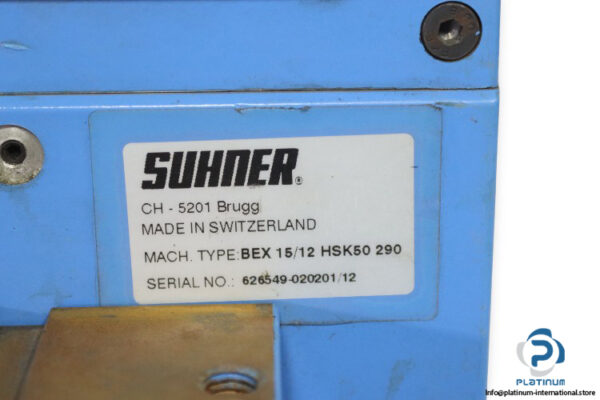 SUHNER®
CH - 5201 Brugg
MADE IN SWITZERLAND
MACH. TYPE: BEX 15/12 HSK50 290
SERIAL NO.: 626549-020201/12
PLATINUM
INTERNATIONAL
Info@platinum-international.store